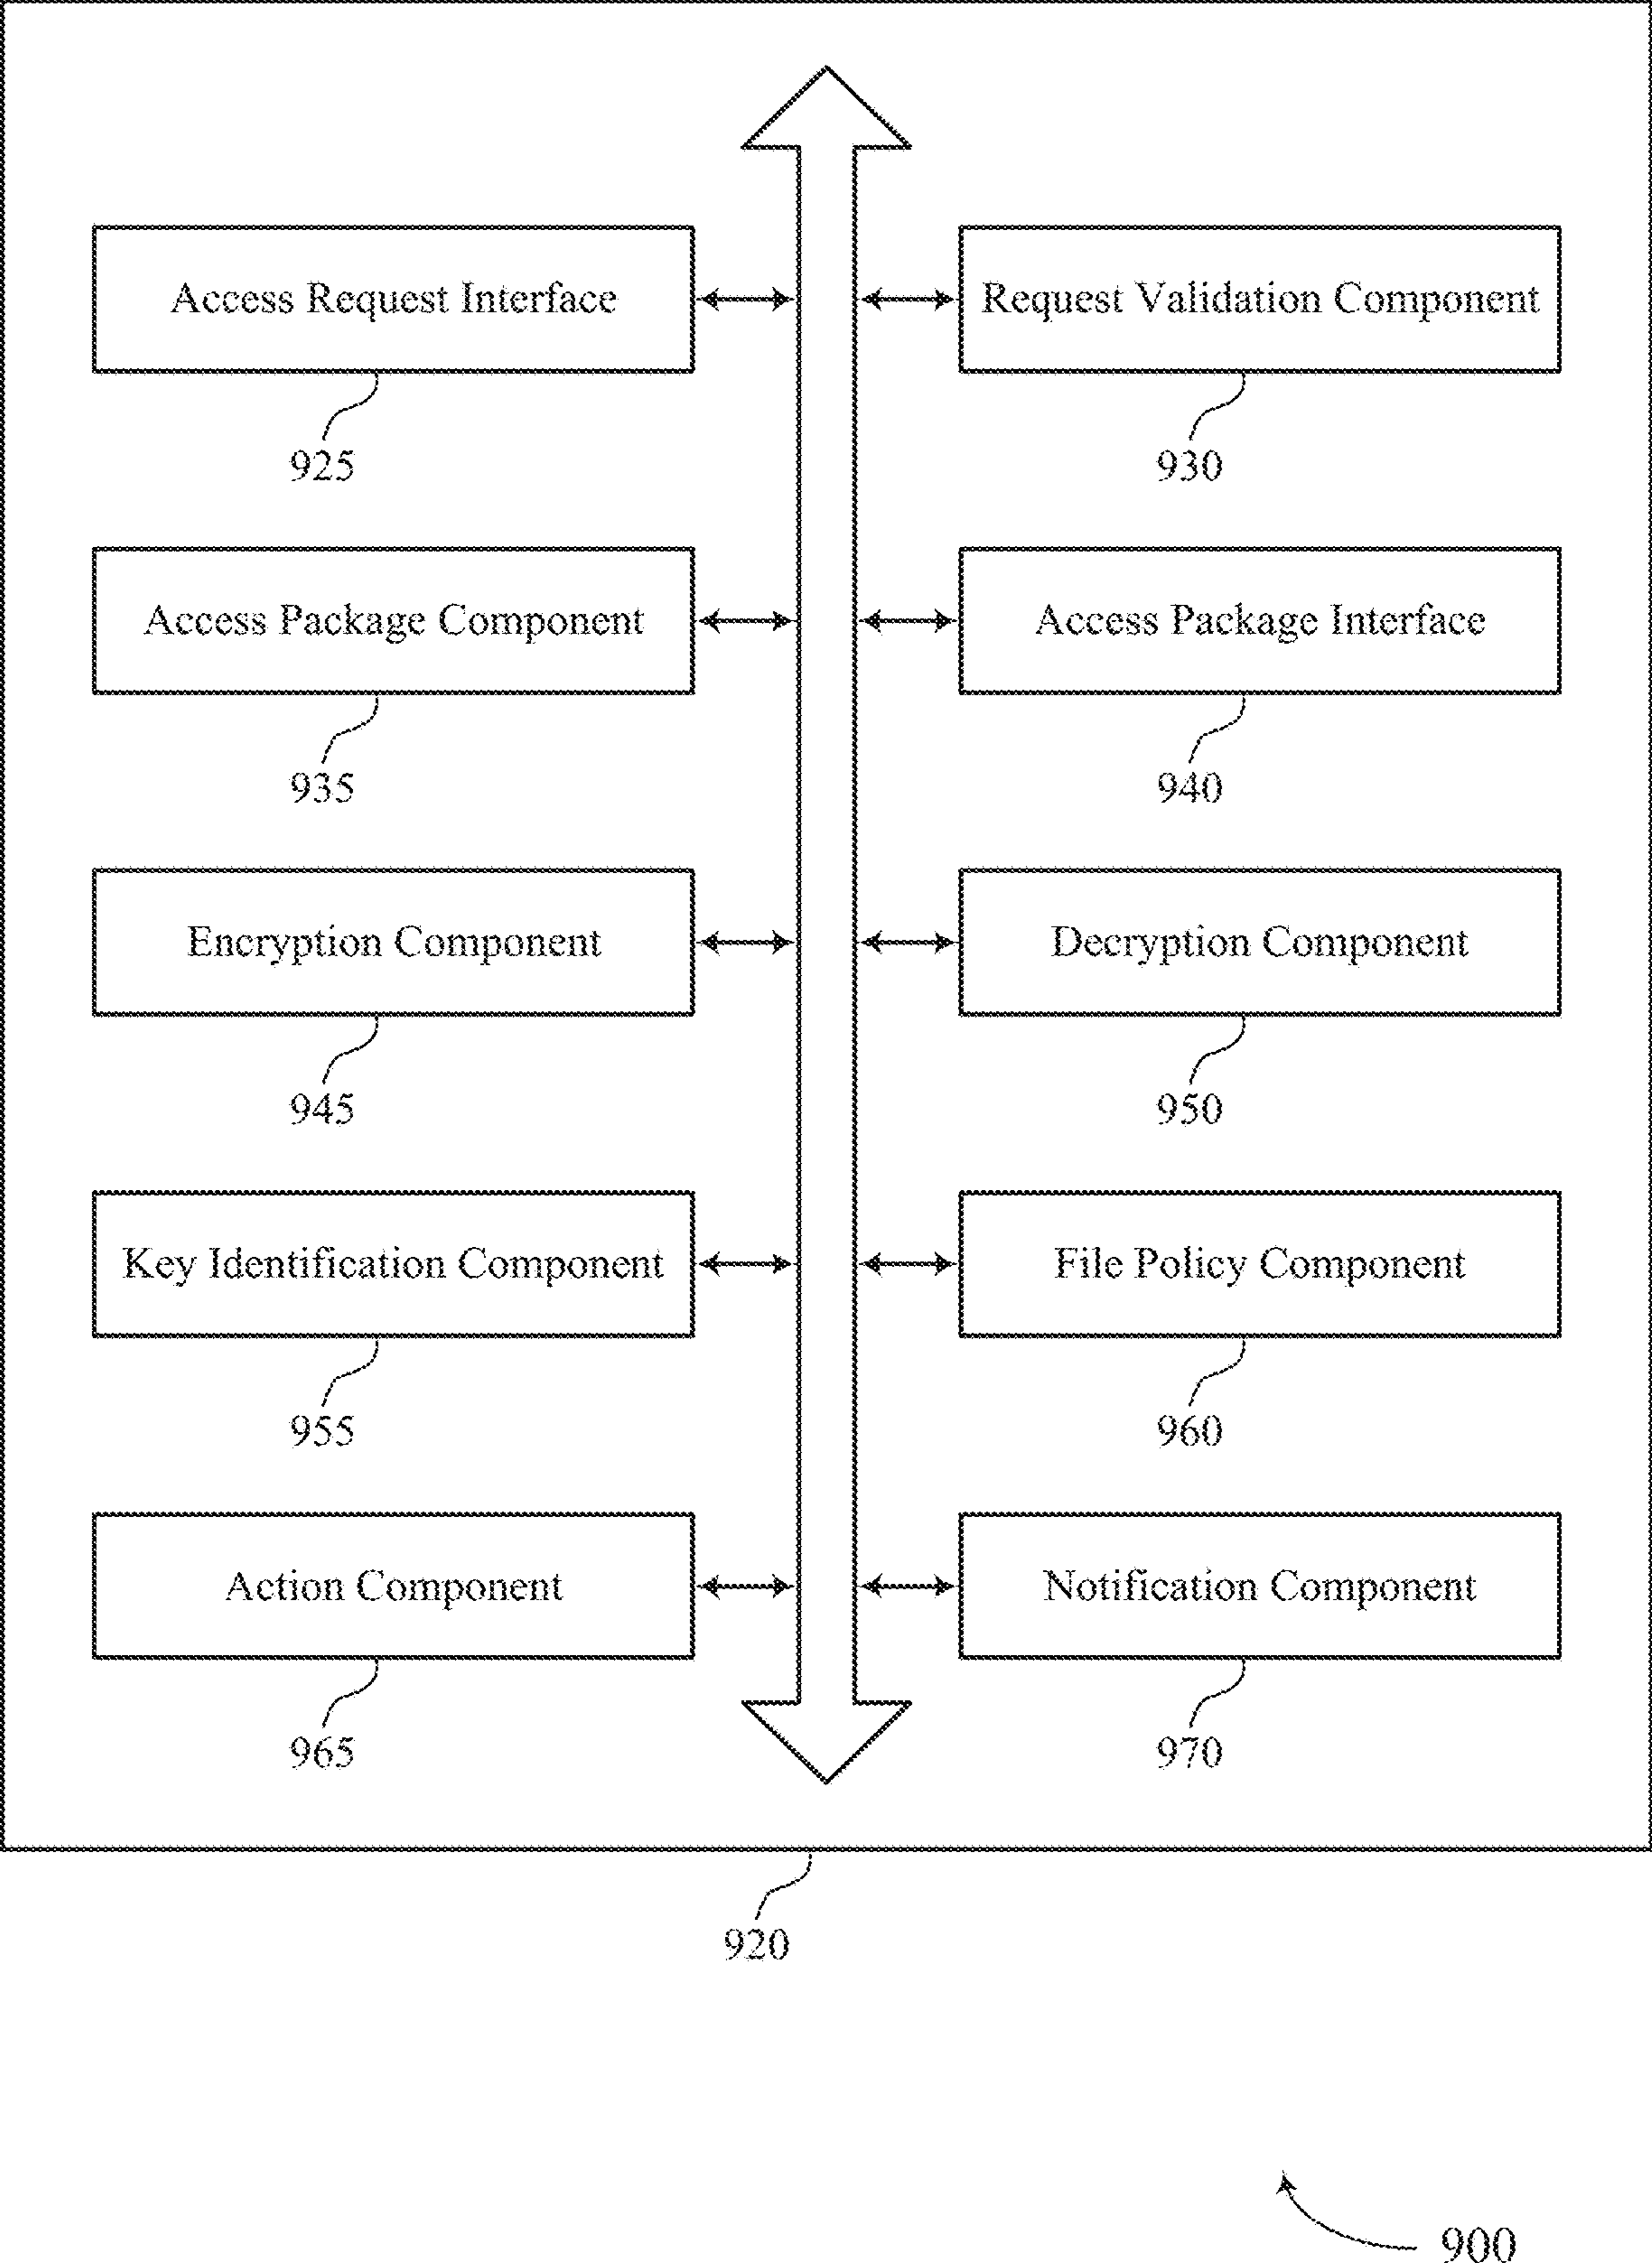 Access Request Interface
Request Validation Component
925
930
Access Package Component
Access Package Interface
935
940
Encryption Component
Decryption Component
945
950
Key Identification Component
File Policy Component
955
960
Action Component
Notification Component
965
970
920
900